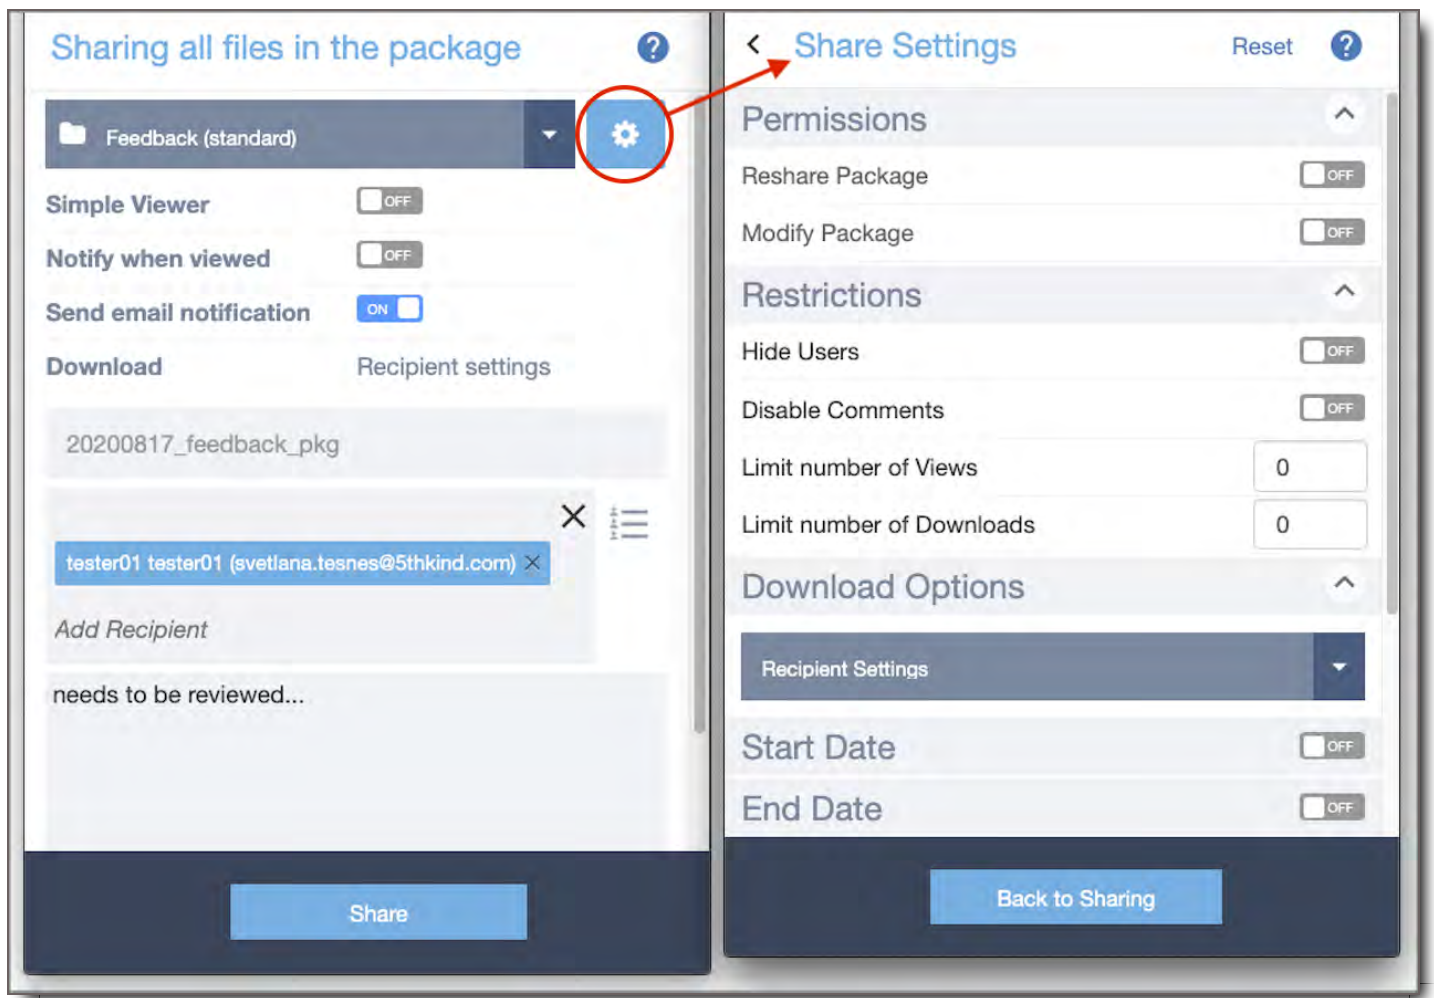 Sharing all files in the package
?
Feedback (standard)
Simple Viewer OFF
Notify when viewed OFF
Send email notification ON
Download Recipient settings
20200817_feedback_pkg
tester01 tester01 (svetlana.tesnes@5thkind.com) ×
Add Recipient
needs to be reviewed...
Share
Share Settings Reset ?
Permissions
Reshare Package OFF
Modify Package OFF
Restrictions
Hide Users OFF
Disable Comments OFF
Limit number of Views 0
Limit number of Downloads 0
Download Options
Recipient Settings
Start Date OFF
End Date OFF
Back to Sharing